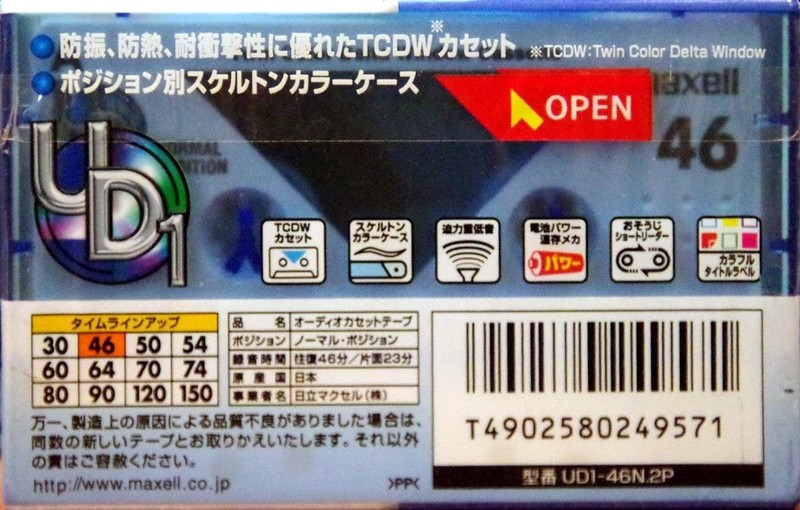 ● 防振、防熱、耐衝撃性に優れたTCDW※カセット ※TCDW:Twin Color Delta Window
● ポジション別スケルトンカラーケース
OPEN
maxell
46
UD1
TCDW
カセット
スケルトン
カラーケース
迫力重低音
電池パワー
温存メカ
パワー
おそうじ
ショートリーダー
カラフル
タイトルラベル
タイムラインアップ
30 46 50 54
60 64 70 74
80 90 120 150
品名 オーディオカセットテープ
ポジション ノーマル・ポジション
録音時間 往復46分/片面23分
原産国 日本
事業者名 日立マクセル(株)
万一、製造上の原因による品質不良がありました場合は、
同数の新しいテープとお取りかえいたします。それ以外
の責はご容赦ください。
http://www.maxell.co.jp
>PP<
T4902580249571
型番 UD1-46N.2P